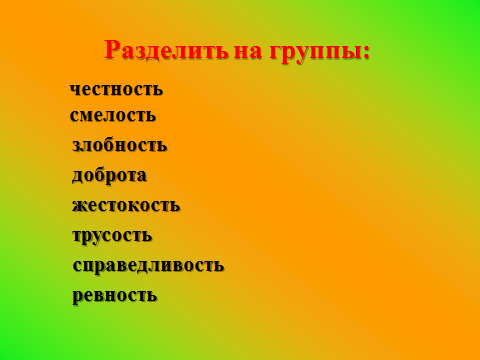 Разделить на группы:
честность
смелость
злобность
доброта
жестокость
трусость
справедливость
ревность